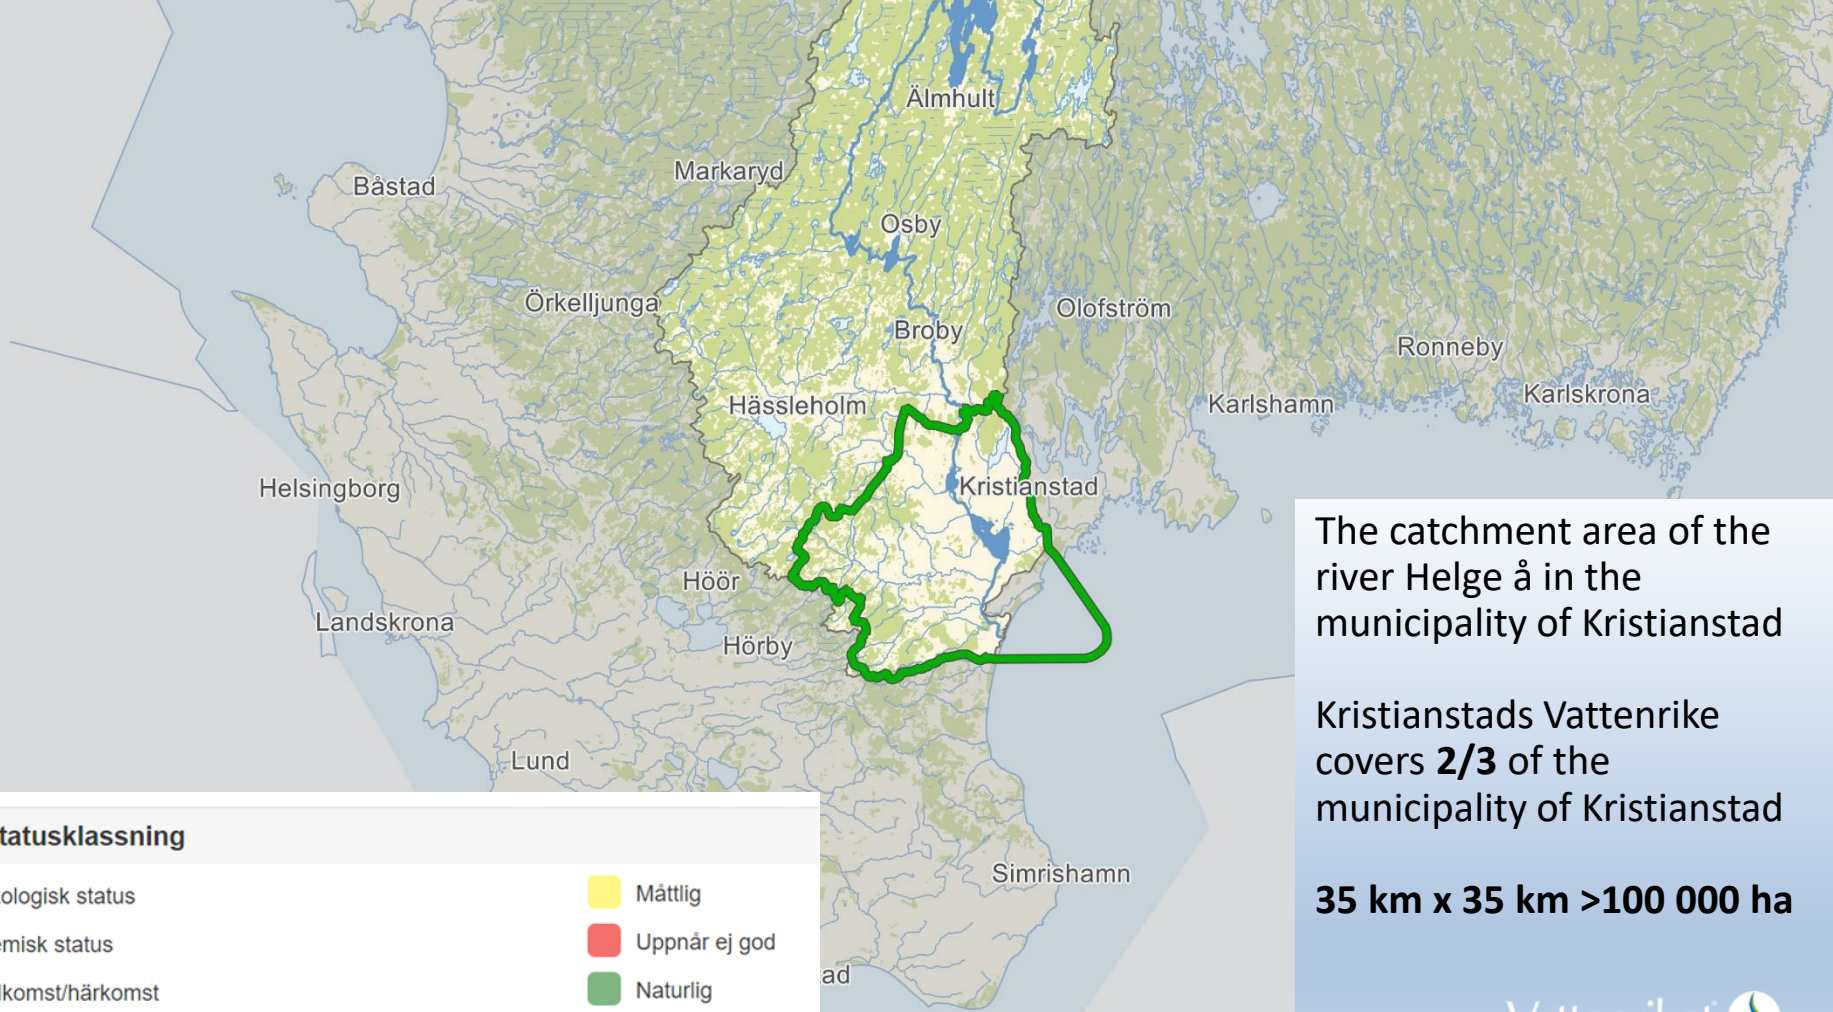 Älmhult
Markaryd
Båstad
Osby
Örkelljunga
Olofström
Broby
Ronneby
Karlskrona
Hässleholm
Karlshamn
Helsingborg
Kristianstad
Höör
Landskrona
Hörby
Lund
Simrishamn
ad
The catchment area of the
river Helge å in the
municipality of Kristianstad
Kristianstads Vattenrike
covers 2/3 of the
municipality of Kristianstad
35 km x 35 km >100 000 ha
tatusklassning
ologisk status
Måttlig
emisk status
Uppnår ej god
lkomst/härkomst
Naturlig